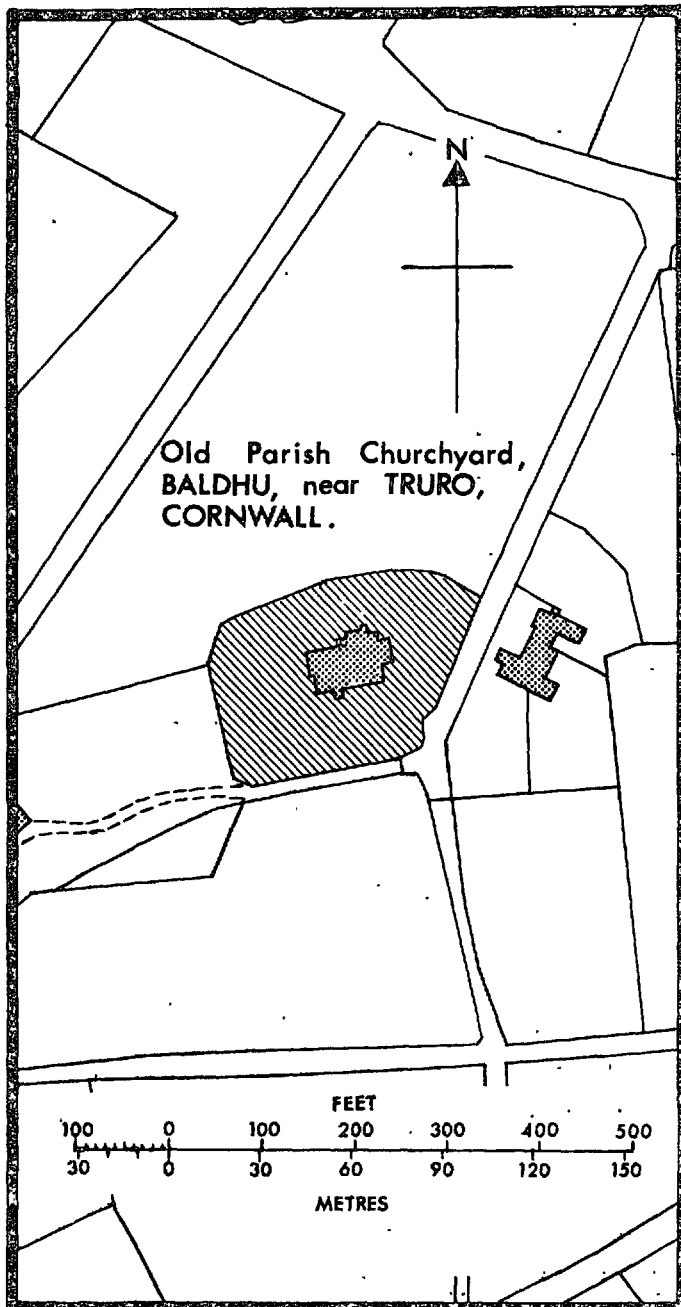 N
Old Parish Churchyard,
BALDHU, near TRURO,
CORNWALL.
FEET
100 0 100 200 300 400 500
30 0 30 60 90 120 150
METRES